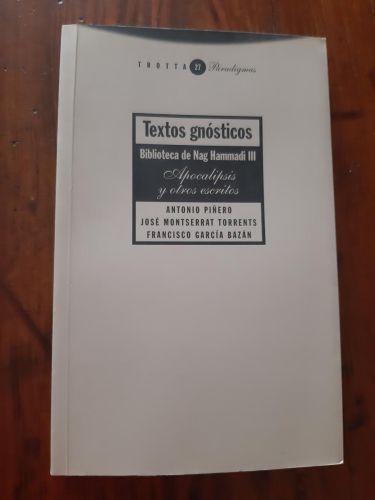 TROTTA 27 Paradigmas
Textos gnósticos
Biblioteca de Nag Hammadi III
Apocalipsis
y otros escritos
ANTONIO PIÑERO
JOSÉ MONTSERRAT TORRENTS
FRANCISCO GARCÍA BAZÁN